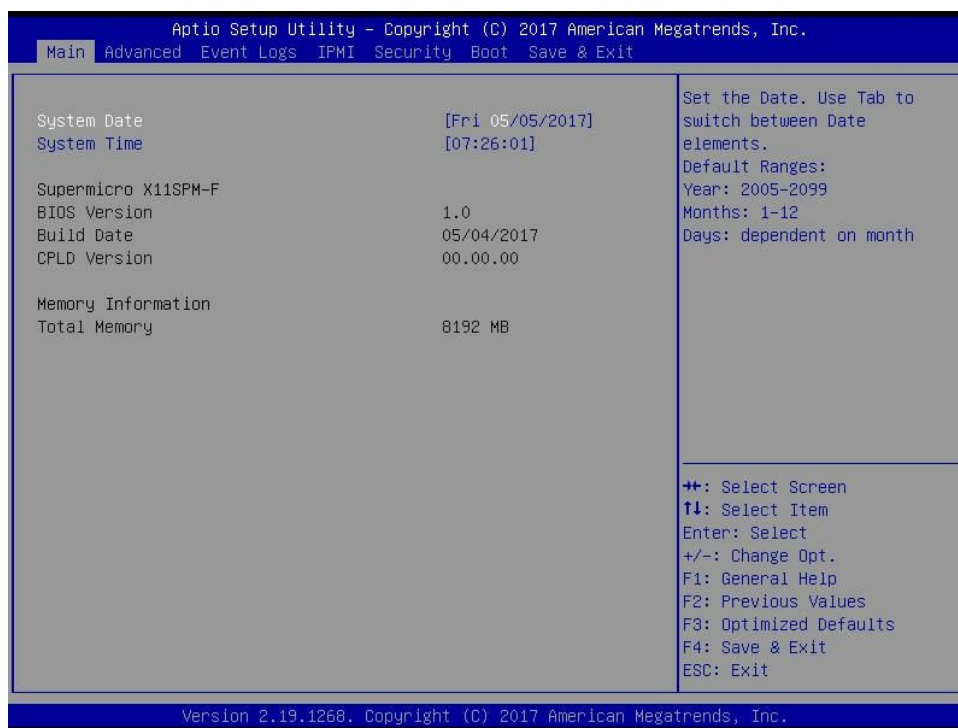 Aptio Setup Utility – Copyright (C) 2017 American Megatrends, Inc.
Main Advanced Event Logs IPMI Security Boot Save & Exit
System Date [Fri 05/05/2017]
System Time [07:26:01]
Supermicro X11SPM-F
BIOS Version 1.0
Build Date 05/04/2017
CPLD Version 00.00.00
Memory Information
Total Memory 8192 MB
Set the Date. Use Tab to
switch between Date
elements.
Default Ranges:
Year: 2005-2099
Months: 1-12
Days: dependent on month
→←: Select Screen
↑↓: Select Item
Enter: Select
+/-: Change Opt.
F1: General Help
F2: Previous Values
F3: Optimized Defaults
F4: Save & Exit
ESC: Exit
Version 2.19.1268. Copyright (C) 2017 American Megatrends, Inc.